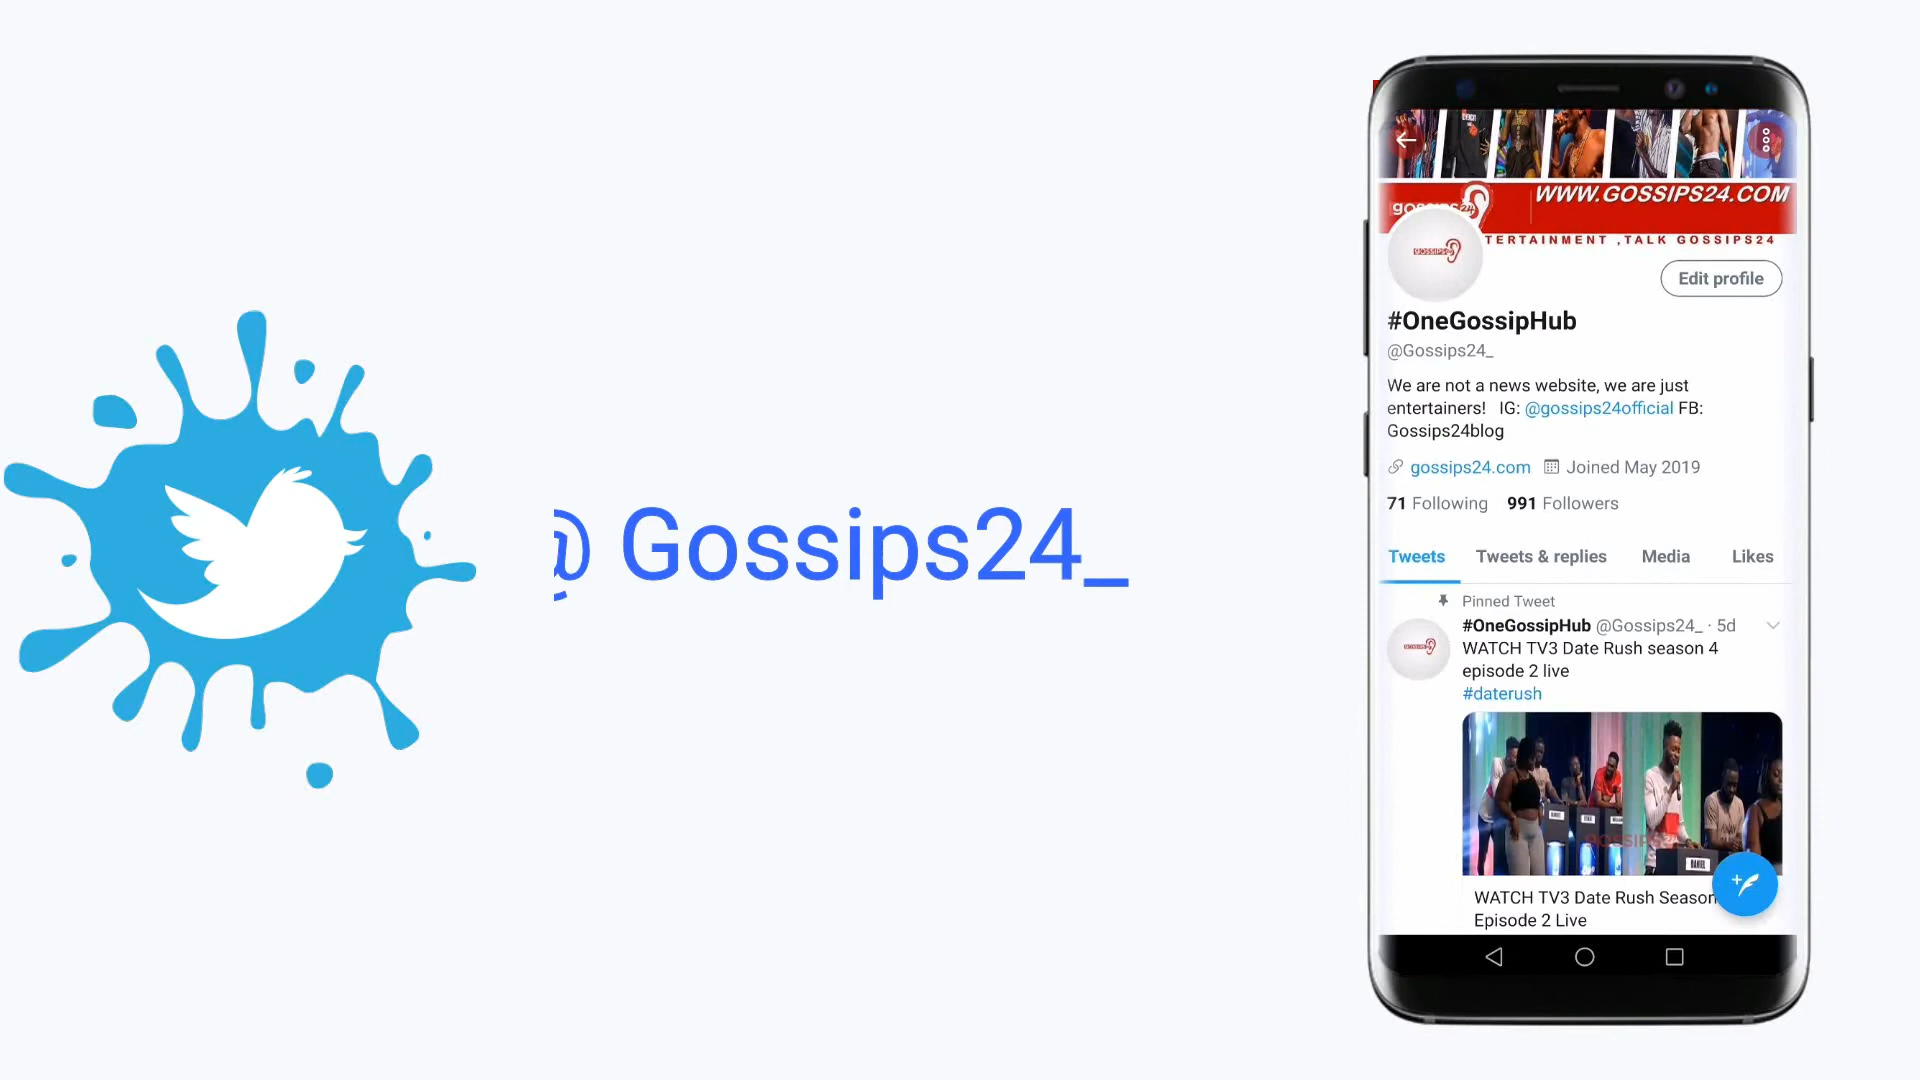 @ Gossips24_
WWW.GOSSIPS24.COM
TERTAINMENT ,TALK GOSSIPS24
GOSSIPS24
Edit profile
#OneGossipHub
@Gossips24_
We are not a news website, we are just
entertainers! IG: @gossips24official FB:
Gossips24blog
gossips24.com Joined May 2019
71 Following 991 Followers
Tweets Tweets & replies Media Likes
Pinned Tweet
#OneGossipHub @Gossips24_ · 5d
WATCH TV3 Date Rush season 4
episode 2 live
#daterush
DANIEL
WATCH TV3 Date Rush Season
Episode 2 Live